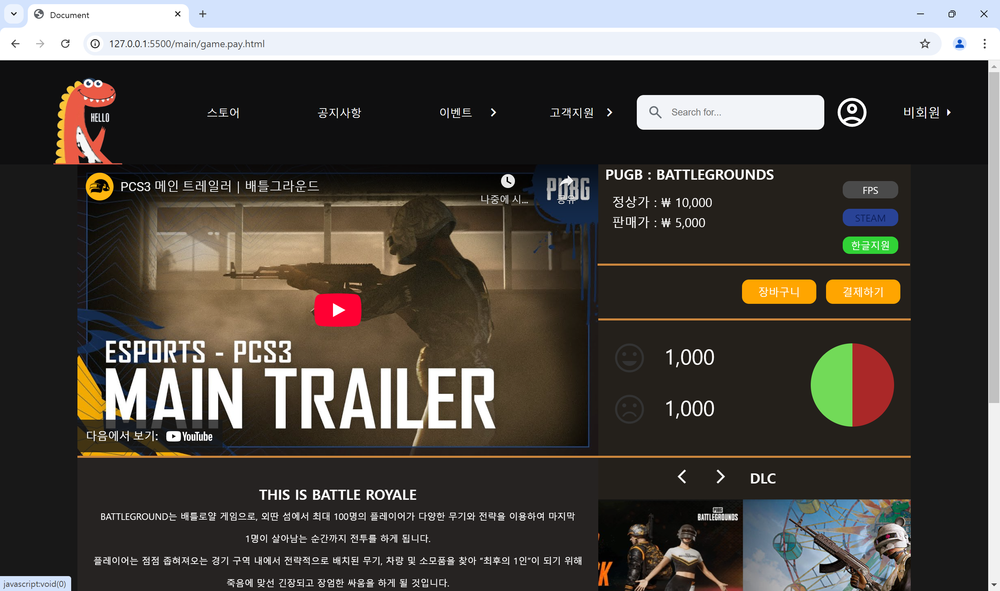 Document
127.0.0.1:5500/main/game.pay.html
HELLO
스토어
공지사항
이벤트
고객지원
Search for...
비회원
PCS3 메인 트레일러 | 배틀그라운드
나중에 시...
공유
PUBG
ESPORTS - PCS3
MAIN TRAILER
다음에서 보기: YouTube
PUGB : BATTLEGROUNDS
정상가 : ₩ 10,000
판매가 : ₩ 5,000
FPS
STEAM
한글지원
장바구니
결제하기
1,000
1,000
THIS IS BATTLE ROYALE
BATTLEGROUND는 배틀로얄 게임으로, 외딴 섬에서 최대 100명의 플레이어가 다양한 무기와 전략을 이용하여 마지막
1명이 살아남는 순간까지 전투를 하게 됩니다.
플레이어는 점점 좁혀져오는 경기 구역 내에서 전략적으로 배치된 무기, 차량 및 소모품을 찾아 “최후의 1인”이 되기 위해
죽음에 맞선 긴장되고 장엄한 싸움을 하게 될 것입니다.
DLC
PUBG
BATTLEGROUNDS
javascript:void(0)